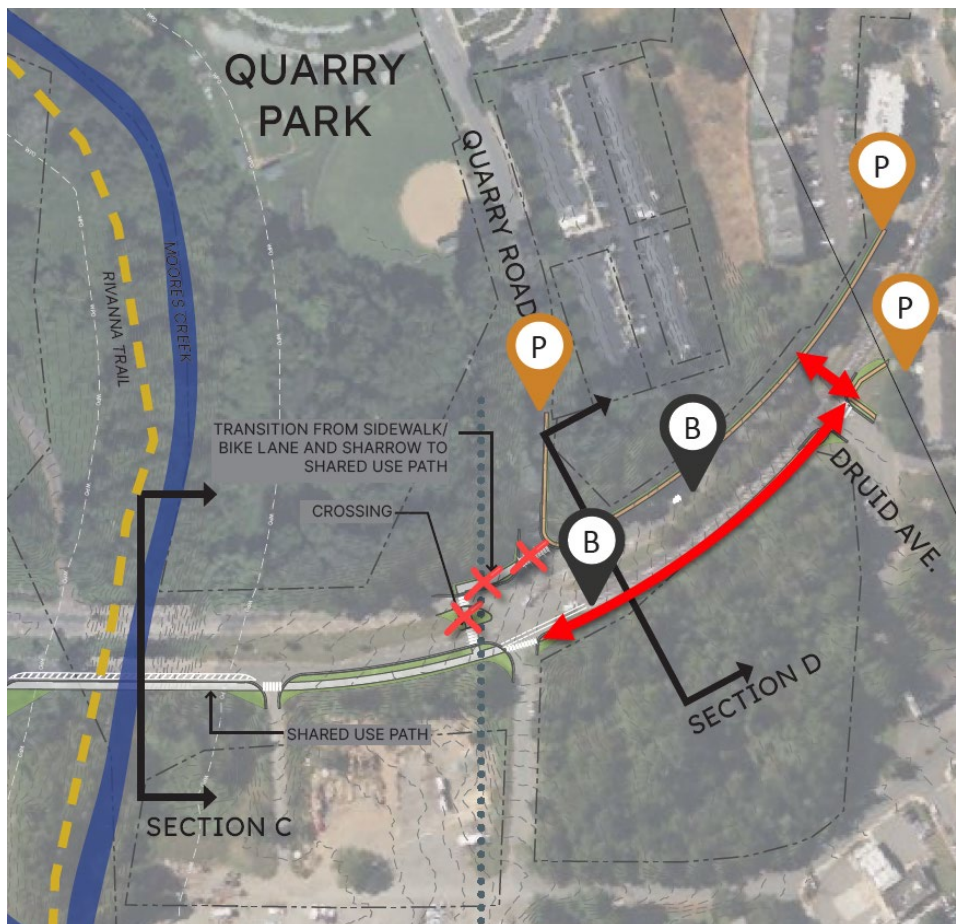 QUARRY
PARK
QUARRY ROAD
P
P
P
MOORES CREEK
RIVANNA TRAIL
TRANSITION FROM SIDEWALK/
BIKE LANE AND SHARROW TO
SHARED USE PATH
CROSSING
B
B
DRUID AVE.
SECTION D
SHARED USE PATH
SECTION C